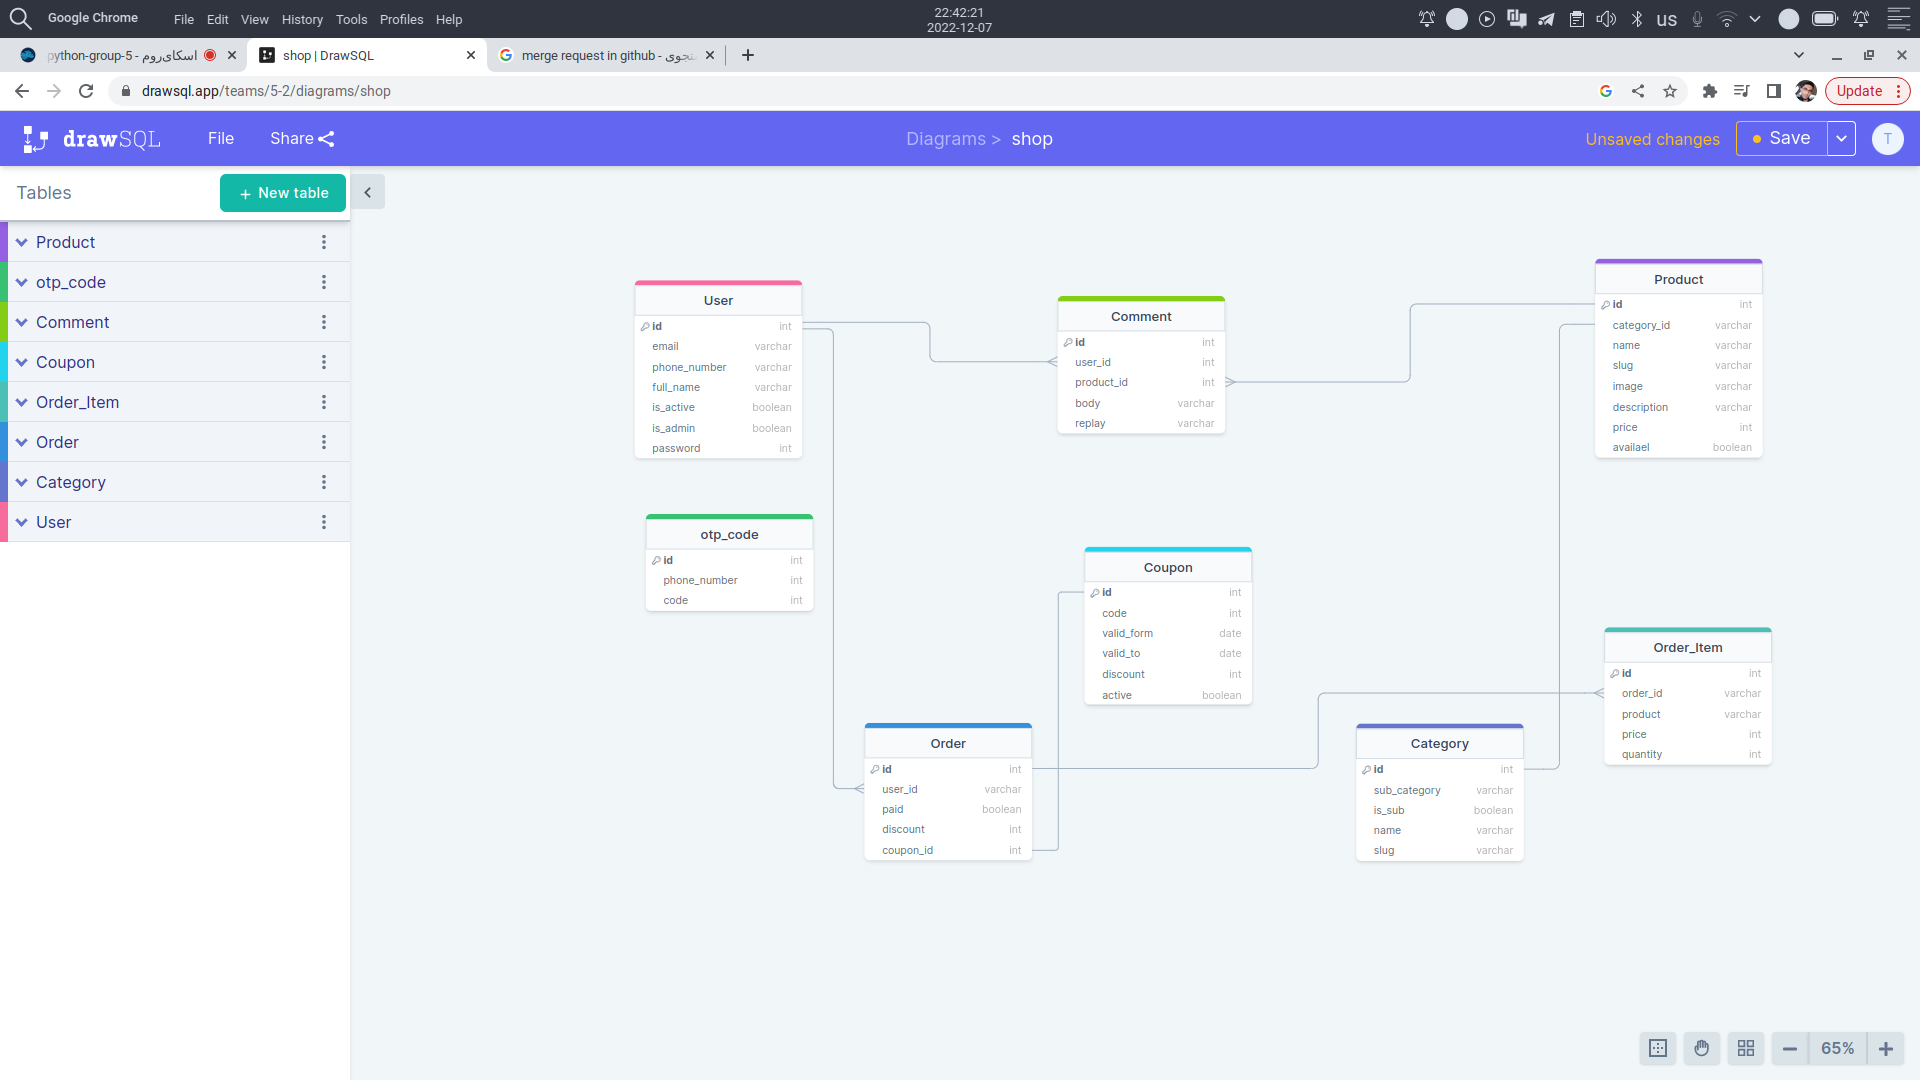 Google Chrome File Edit View History Tools Profiles Help
22:42:21
2022-12-07
us
python-group-5 - اسکای‌روم
shop | DrawSQL
merge request in github -
drawsql.app/teams/5-2/diagrams/shop
Update
drawSQL File Share
Diagrams > shop
Unsaved changes
Save
T
Tables
+ New table
Product
otp_code
Comment
Coupon
Order_Item
Order
Category
User
User
id int
email varchar
phone_number varchar
full_name varchar
is_active boolean
is_admin boolean
password int
Comment
id int
user_id int
product_id int
body varchar
replay varchar
Product
id int
category_id varchar
name varchar
slug varchar
image varchar
description varchar
price int
availael boolean
otp_code
id int
phone_number int
code int
Coupon
id int
code int
valid_form date
valid_to date
discount int
active boolean
Order_Item
id int
order_id varchar
product varchar
price int
quantity int
Order
id int
user_id varchar
paid boolean
discount int
coupon_id int
Category
id int
sub_category varchar
is_sub boolean
name varchar
slug varchar
65%